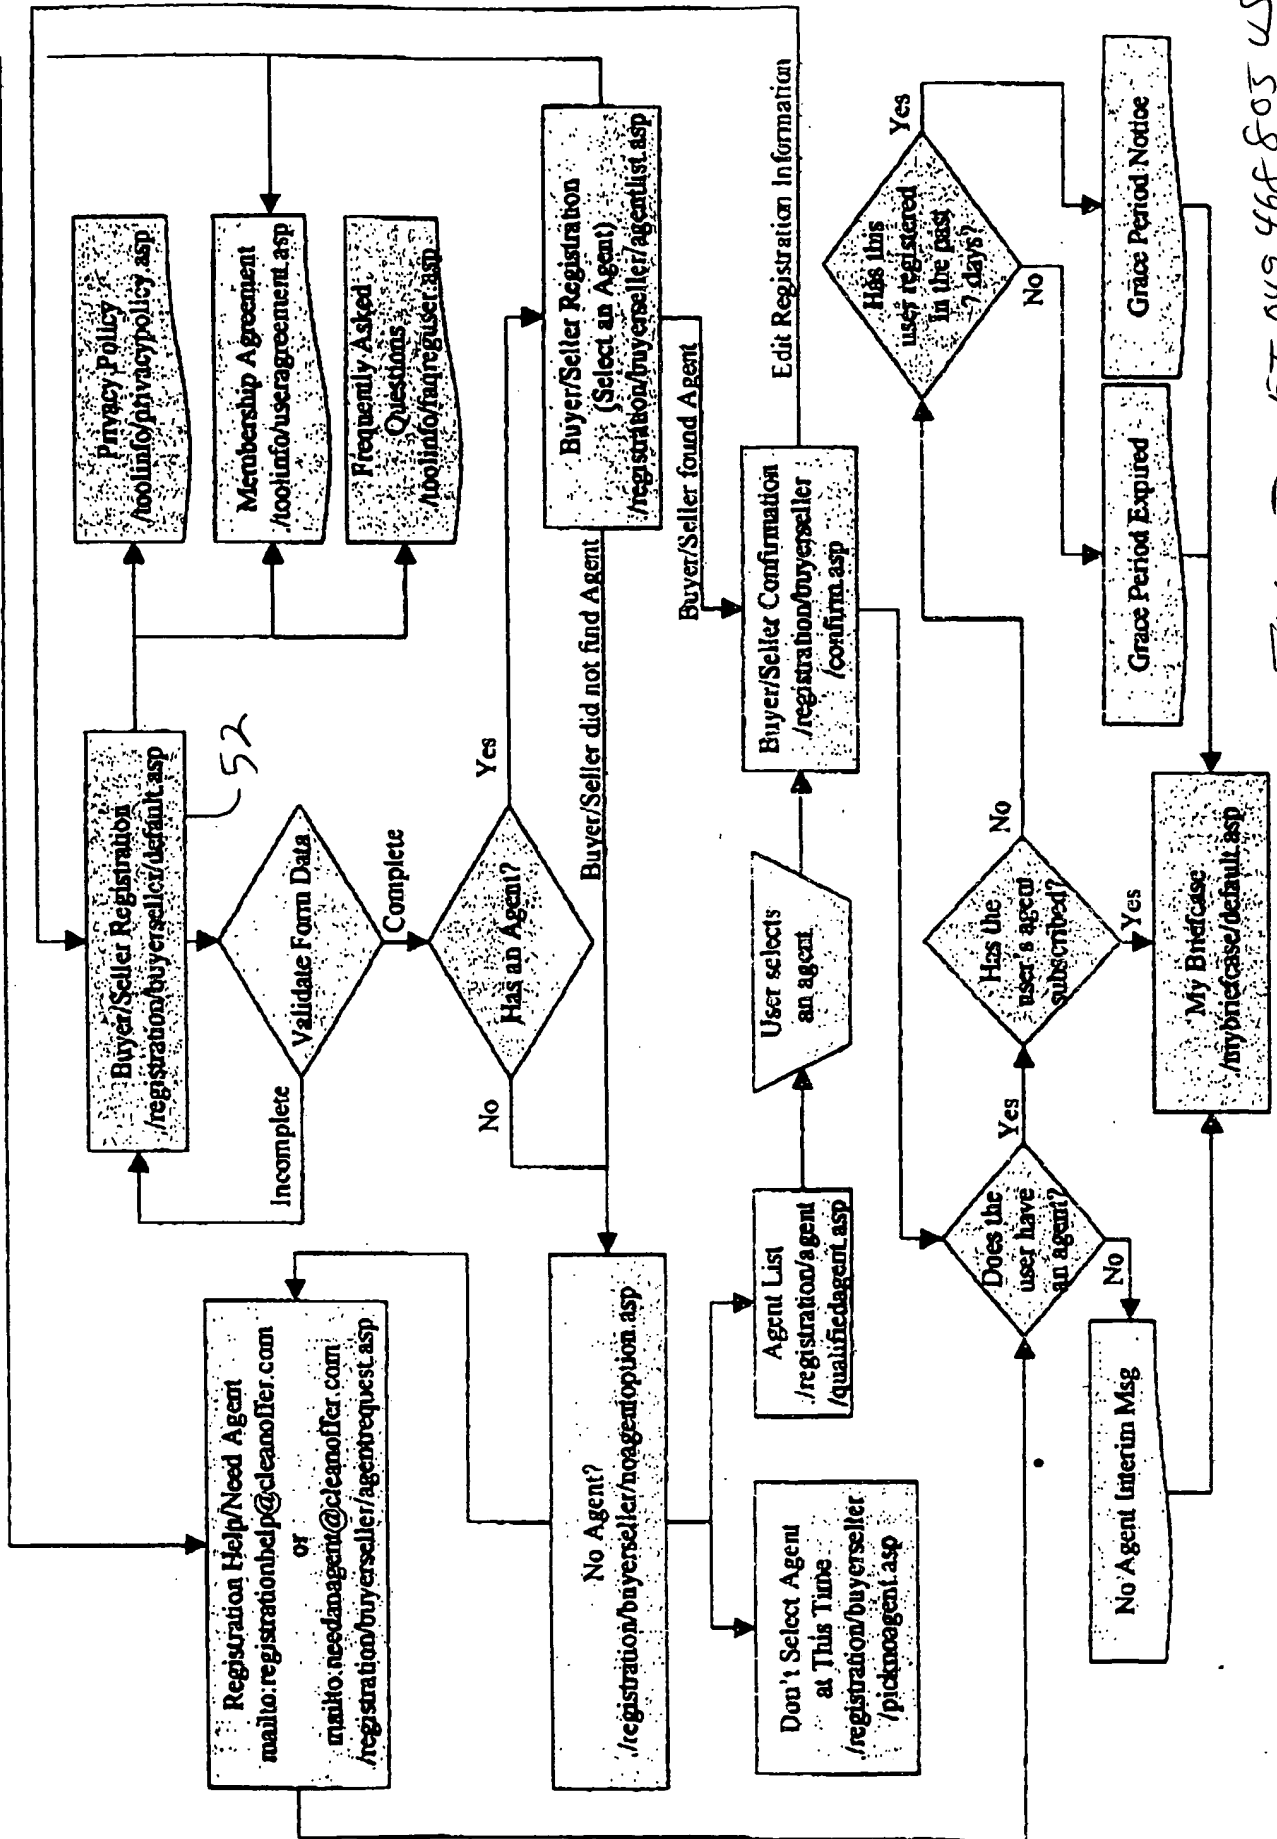 Registration Help/Need Agent
mailto:registrationhelp@cleanoffer.com
or
mailto:needanagent@cleanoffer.com
/registration/buyerseller/agentrequest.asp
Buyer/Seller Registration
./registration/buyerseller/default.asp
52
Privacy Policy
./toolinfo/privacypolicy.asp
Membership Agreement
./toolinfo/useragreement.asp
Frequently Asked
Questions
./toolinfo/faqreguser.asp
Incomplete
Validate Form Data
Complete
No
Has an Agent?
Yes
Buyer/Seller Registration
(Select an Agent)
./registration/buyerseller/agentlist.asp
Buyer/Seller did not find Agent
No Agent?
./registration/buyerseller/noagentoption.asp
Buyer/Seller found Agent
Don't Select Agent
at This Time
./registration/buyerseller
/picknoagent.asp
Agent List
./registration/agent
/qualifiedagent.asp
User selects
an agent
Buyer/Seller Confirmation
./registration/buyerseller
/confirm.asp
Edit Registration Information
Does the
user have
an agent?
Yes
No
Has the
user's agent
subscribed?
No
Yes
Has this
user registered
in the past
7 days?
Yes
No
No Agent Interim Msg
My Briefcase
./mybriefcase/default.asp
Grace Period Expired
Grace Period Notice